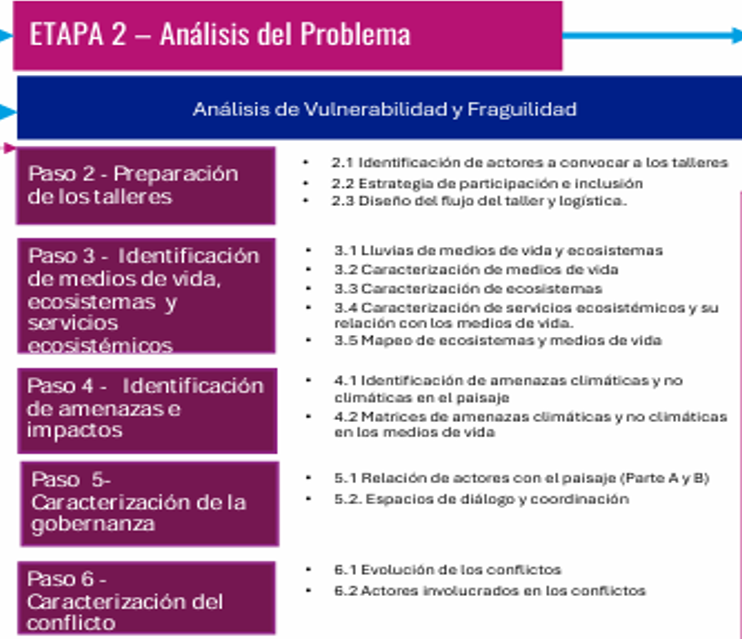 ETAPA 2 – Análisis del Problema
Análisis de Vulnerabilidad y Fraguilidad
Paso 2 - Preparación
de los talleres
• 2.1 Identificación de actores a convocar a los talleres
• 2.2 Estrategia de participación e inclusión
• 2.3 Diseño del flujo del taller y logística.
Paso 3 - Identificación
de medios de vida,
ecosistemas y
servicios
ecosistémicos
• 3.1 Lluvias de medios de vida y ecosistemas
• 3.2 Caracterización de medios de vida
• 3.3 Caracterización de ecosistemas
• 3.4 Caracterización de servicios ecosistémicos y su
relación con los medios de vida.
• 3.5 Mapeo de ecosistemas y medios de vida
Paso 4 - Identificación
de amenazas e
impactos
• 4.1 Identificación de amenazas climáticas y no
climáticas en el paisaje
• 4.2 Matrices de amenazas climáticas y no climáticas
en los medios de vida
Paso 5-
Caracterización de la
gobernanza
• 5.1 Relación de actores con el paisaje (Parte A y B)
• 5.2. Espacios de diálogo y coordinación
Paso 6 -
Caracterización del
conflicto
• 6.1 Evolución de los conflictos
• 6.2 Actores involucrados en los conflictos